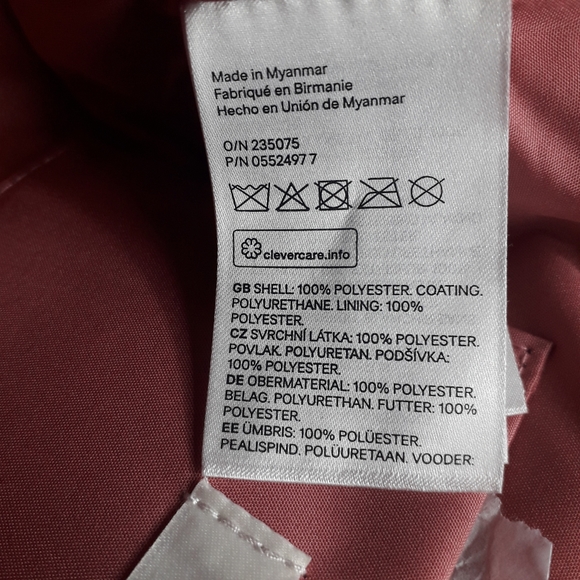 Made in Myanmar
Fabriqué en Birmanie
Hecho en Unión de Myanmar
O/N 235075
P/N 0552497 7
clevercare.info
GB SHELL: 100% POLYESTER. COATING.
POLYURETHANE. LINING: 100%
POLYESTER.
CZ SVRCHNÍ LÁTKA: 100% POLYESTER.
POVLAK. POLYURETAN. PODŠÍVKA:
100% POLYESTER.
DE OBERMATERIAL: 100% POLYESTER.
BELAG. POLYURETHAN. FUTTER: 100%
POLYESTER.
EE ÜMBRIS: 100% POLÜESTER.
PEALISPIND. POLÜURETAAN. VOODER: